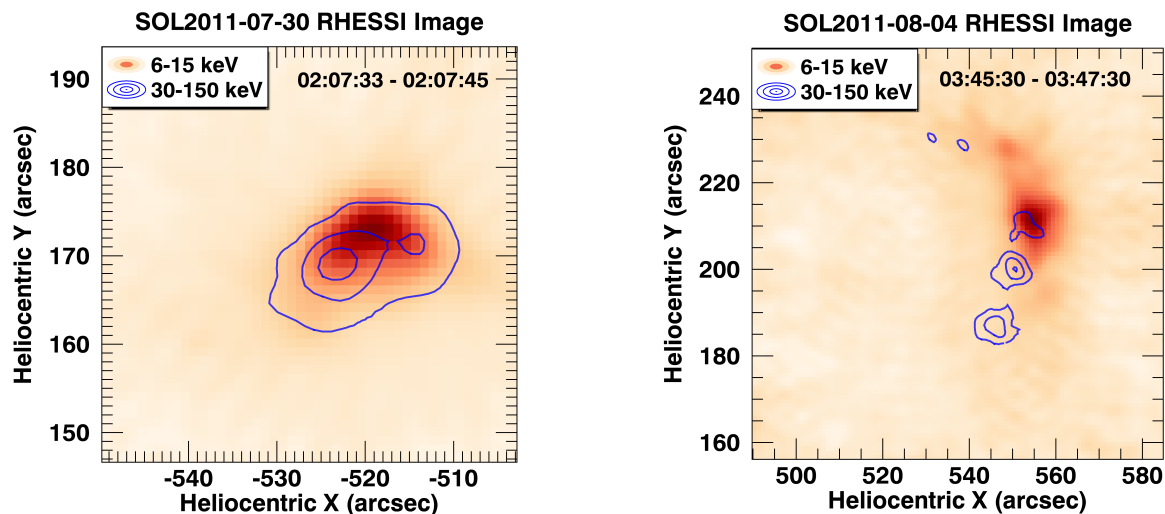 SOL2011-07-30 RHESSI Image
6-15 keV
30-150 keV
02:07:33 - 02:07:45
190
180
170
160
150
-540
-530
-520
-510
Heliocentric X (arcsec)
Heliocentric Y (arcsec)
SOL2011-08-04 RHESSI Image
6-15 keV
30-150 keV
03:45:30 - 03:47:30
240
220
200
180
160
500
520
540
560
580
Heliocentric X (arcsec)
Heliocentric Y (arcsec)